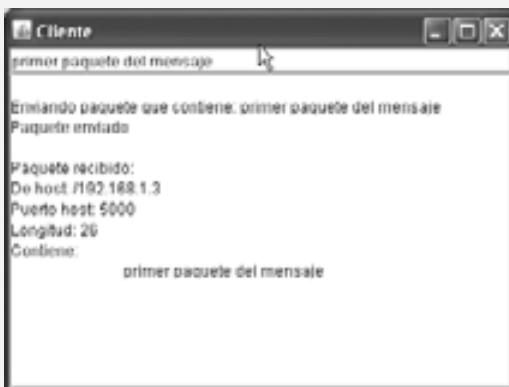 Cliente
primer paquete del mensaje
Enviando paquete que contiene: primer paquete del mensaje
Paquete enviado
Paquete recibido:
De host: /192.168.1.3
Puerto host: 5000
Longitud: 26
Contiene:
primer paquete del mensaje